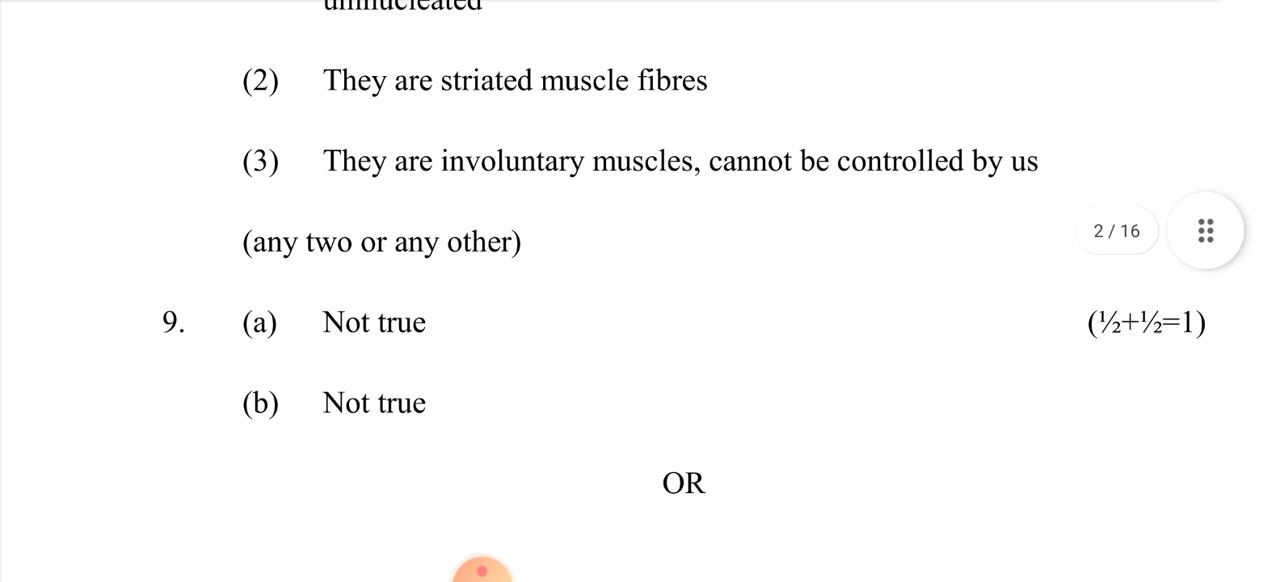 uninucleated
(2) They are striated muscle fibres
(3) They are involuntary muscles, cannot be controlled by us
(any two or any other)
2 / 16
9. (a) Not true (½+½=1)
(b) Not true
OR